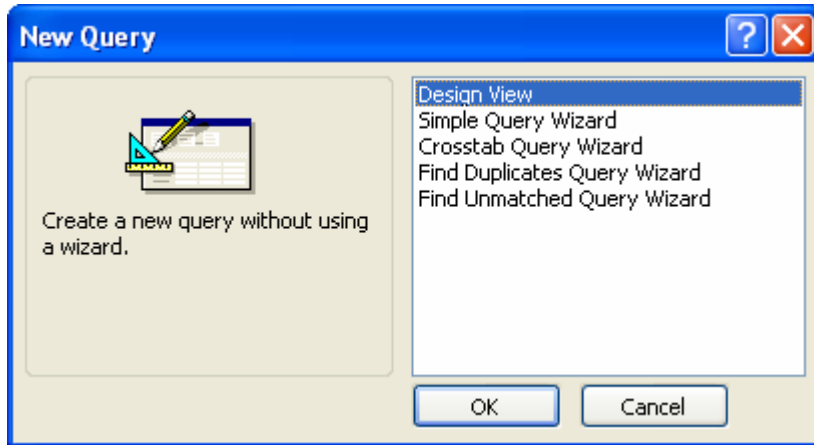 New Query
Design View
Simple Query Wizard
Crosstab Query Wizard
Find Duplicates Query Wizard
Find Unmatched Query Wizard
Create a new query without using
a wizard.
OK
Cancel